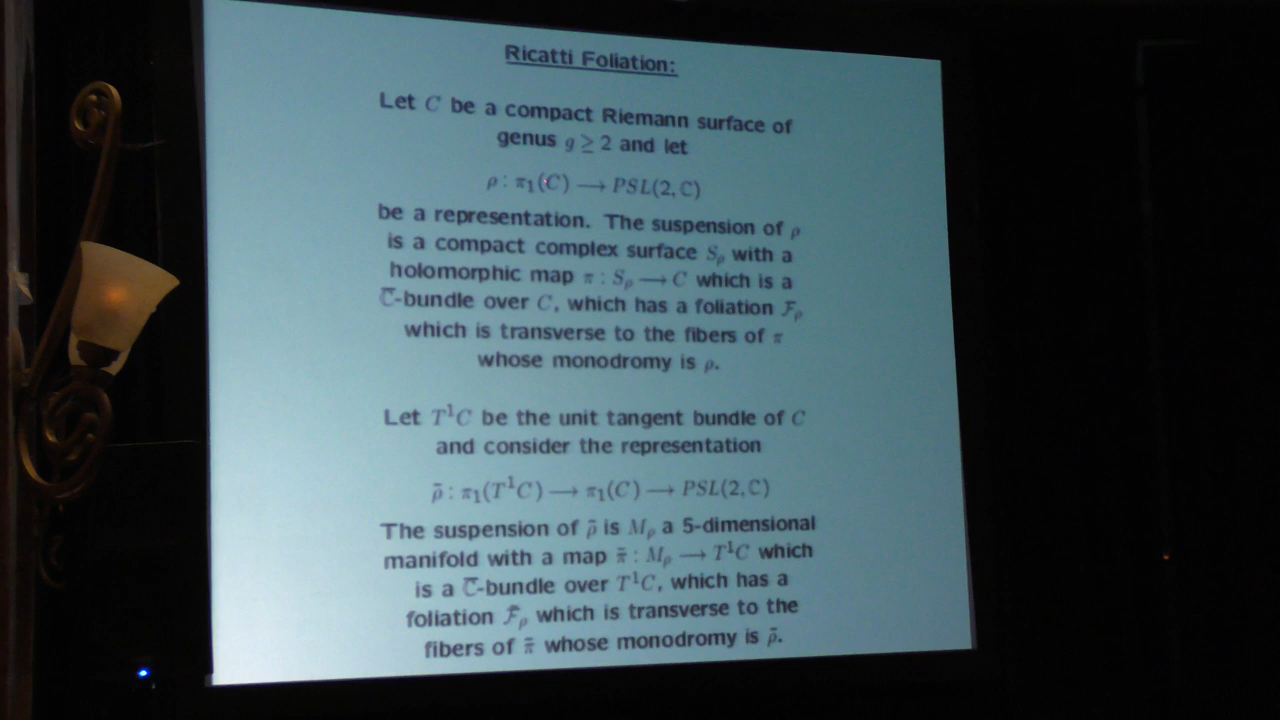 Ricatti Foliation:
Let C be a compact Riemann surface of
genus g ≥ 2 and let
ρ : π₁(C) ⟶ PSL(2, ℂ)
be a representation. The suspension of ρ
is a compact complex surface Sρ with a
holomorphic map π : Sρ ⟶ C which is a
ℂ̅-bundle over C, which has a foliation ℱρ
which is transverse to the fibers of π
whose monodromy is ρ.
Let T¹C be the unit tangent bundle of C
and consider the representation
ρ̃ : π₁(T¹C) ⟶ π₁(C) ⟶ PSL(2, ℂ)
The suspension of ρ̃ is Mρ a 5-dimensional
manifold with a map π̃ : Mρ ⟶ T¹C which
is a ℂ̅-bundle over T¹C, which has a
foliation ℱ̃ρ which is transverse to the
fibers of π̃ whose monodromy is ρ̃.